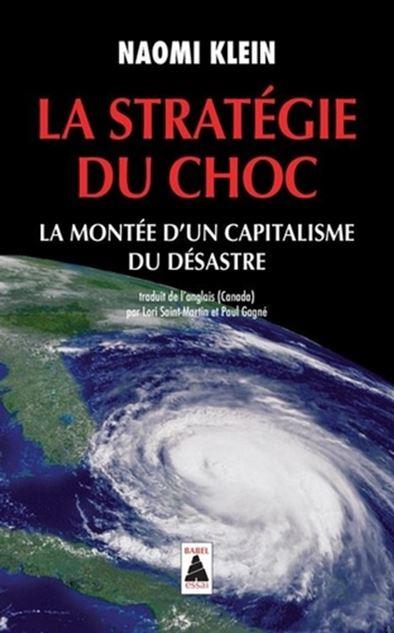 NAOMI KLEIN
LA STRATÉGIE
DU CHOC
LA MONTÉE D'UN CAPITALISME
DU DÉSASTRE
traduit de l'anglais (Canada)
par Lori Saint-Martin et Paul Gagné
BABEL
essai